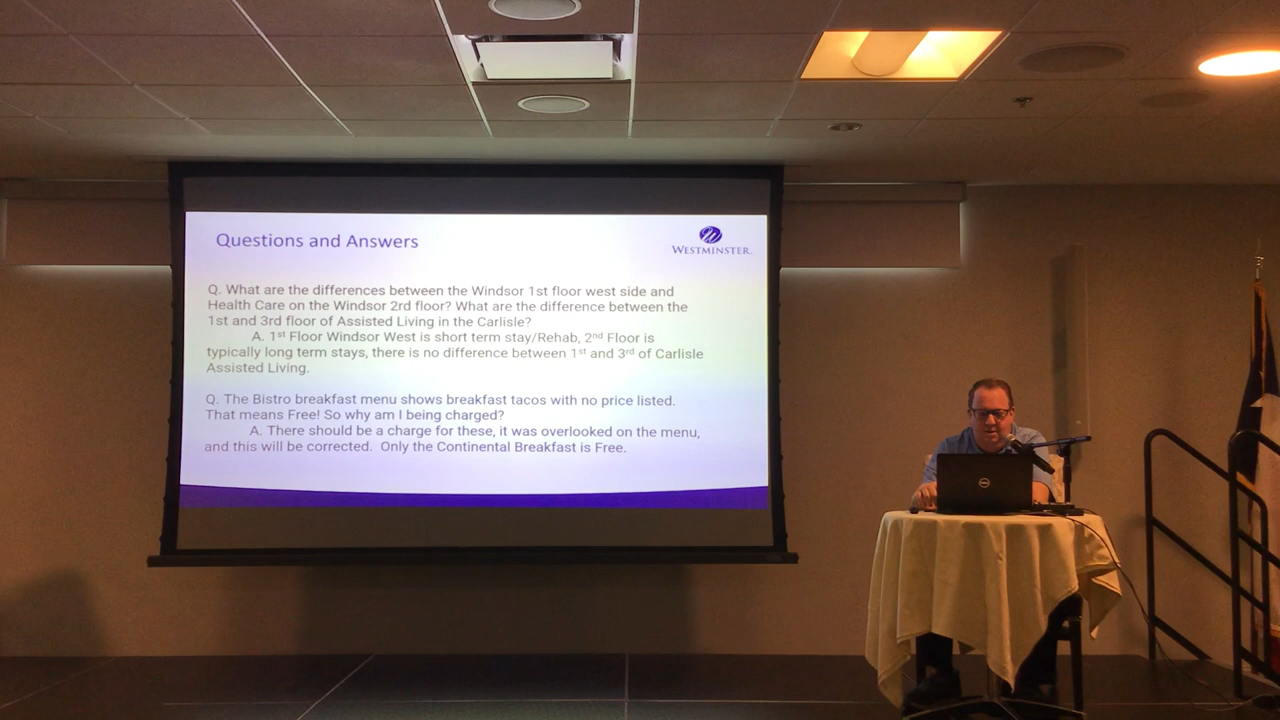 Questions and Answers
WESTMINSTER.
Q. What are the differences between the Windsor 1st floor west side and
Health Care on the Windsor 2rd floor? What are the difference between the
1st and 3rd floor of Assisted Living in the Carlisle?
A. 1st Floor Windsor West is short term stay/Rehab, 2nd Floor is
typically long term stays, there is no difference between 1st and 3rd of Carlisle
Assisted Living.
Q. The Bistro breakfast menu shows breakfast tacos with no price listed.
That means Free! So why am I being charged?
A. There should be a charge for these, it was overlooked on the menu,
and this will be corrected.  Only the Continental Breakfast is Free.
DELL